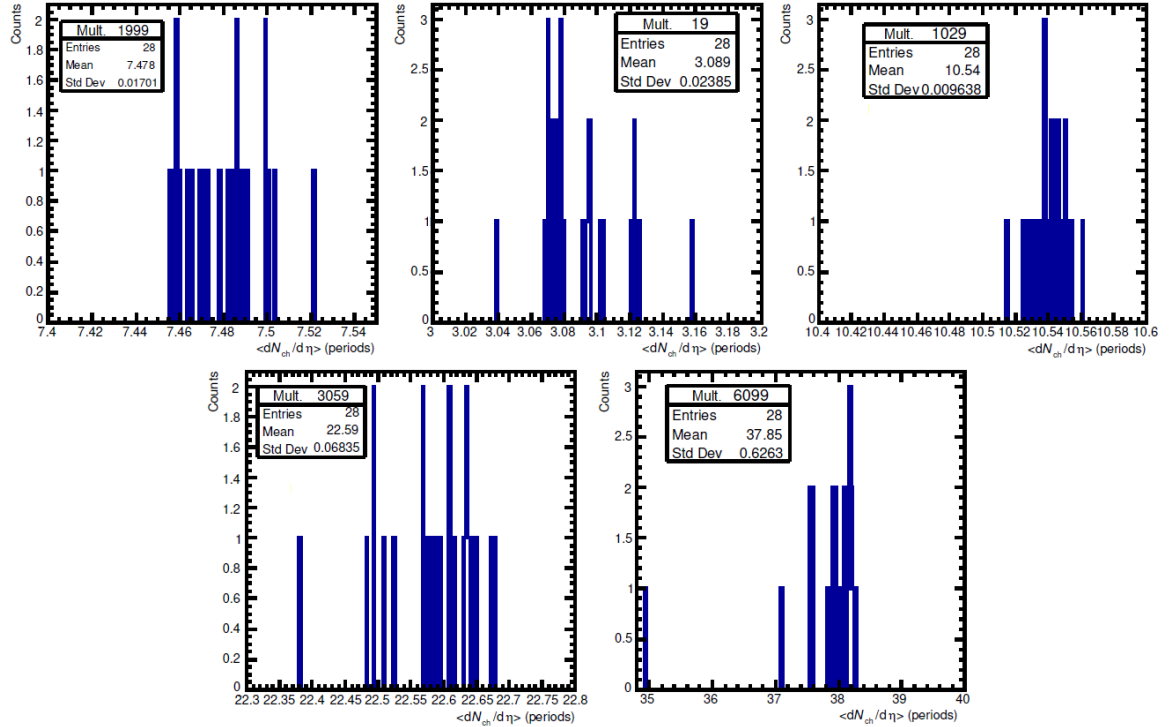 Counts
2
1.8
1.6
1.4
1.2
1
0.8
0.6
0.4
0.2
0
Mult. 1999
Entries 28
Mean 7.478
Std Dev 0.01701
7.4 7.42 7.44 7.46 7.48 7.5 7.52 7.54
<dNch/dη> (periods)
Counts
3
2.5
2
1.5
1
0.5
0
Mult. 19
Entries 28
Mean 3.089
Std Dev 0.02385
3 3.02 3.04 3.06 3.08 3.1 3.12 3.14 3.16 3.18 3.2
<dNch/dη> (periods)
Counts
3
2.5
2
1.5
1
0.5
0
Mult. 1029
Entries 28
Mean 10.54
Std Dev 0.009638
10.4 10.42 10.44 10.46 10.48 10.5 10.52 10.54 10.56 10.58 10.6
<dNch/dη> (periods)
Counts
2
1.8
1.6
1.4
1.2
1
0.8
0.6
0.4
0.2
0
Mult. 3059
Entries 28
Mean 22.59
Std Dev 0.06835
22.3 22.35 22.4 22.45 22.5 22.55 22.6 22.65 22.7 22.75 22.8
<dNch/dη> (periods)
Counts
3
2.5
2
1.5
1
0.5
0
Mult. 6099
Entries 28
Mean 37.85
Std Dev 0.6263
35 36 37 38 39 40
<dNch/dη> (periods)